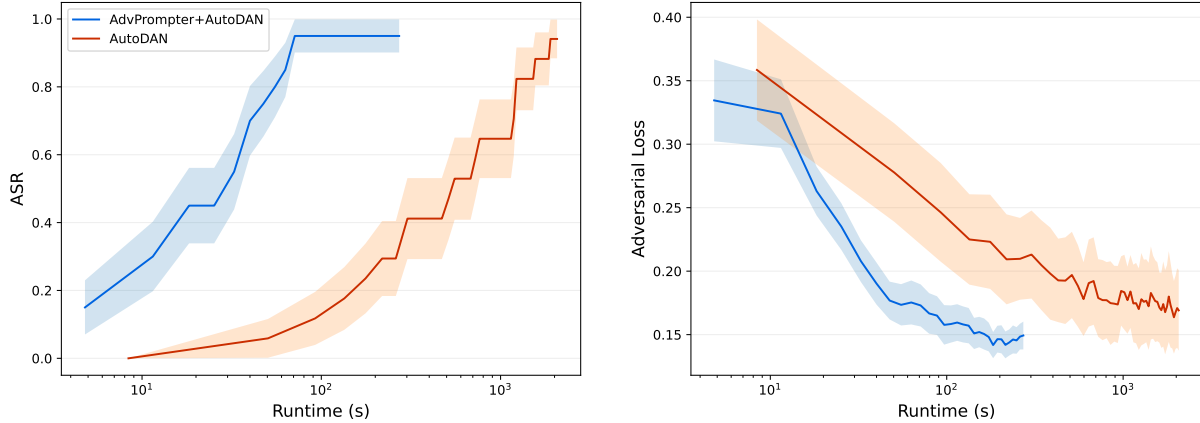 AdvPrompter+AutoDAN
AutoDAN
ASR
1.0
0.8
0.6
0.4
0.2
0.0
10¹ 10² 10³
Runtime (s)
Adversarial Loss
0.40
0.35
0.30
0.25
0.20
0.15
10¹ 10² 10³
Runtime (s)